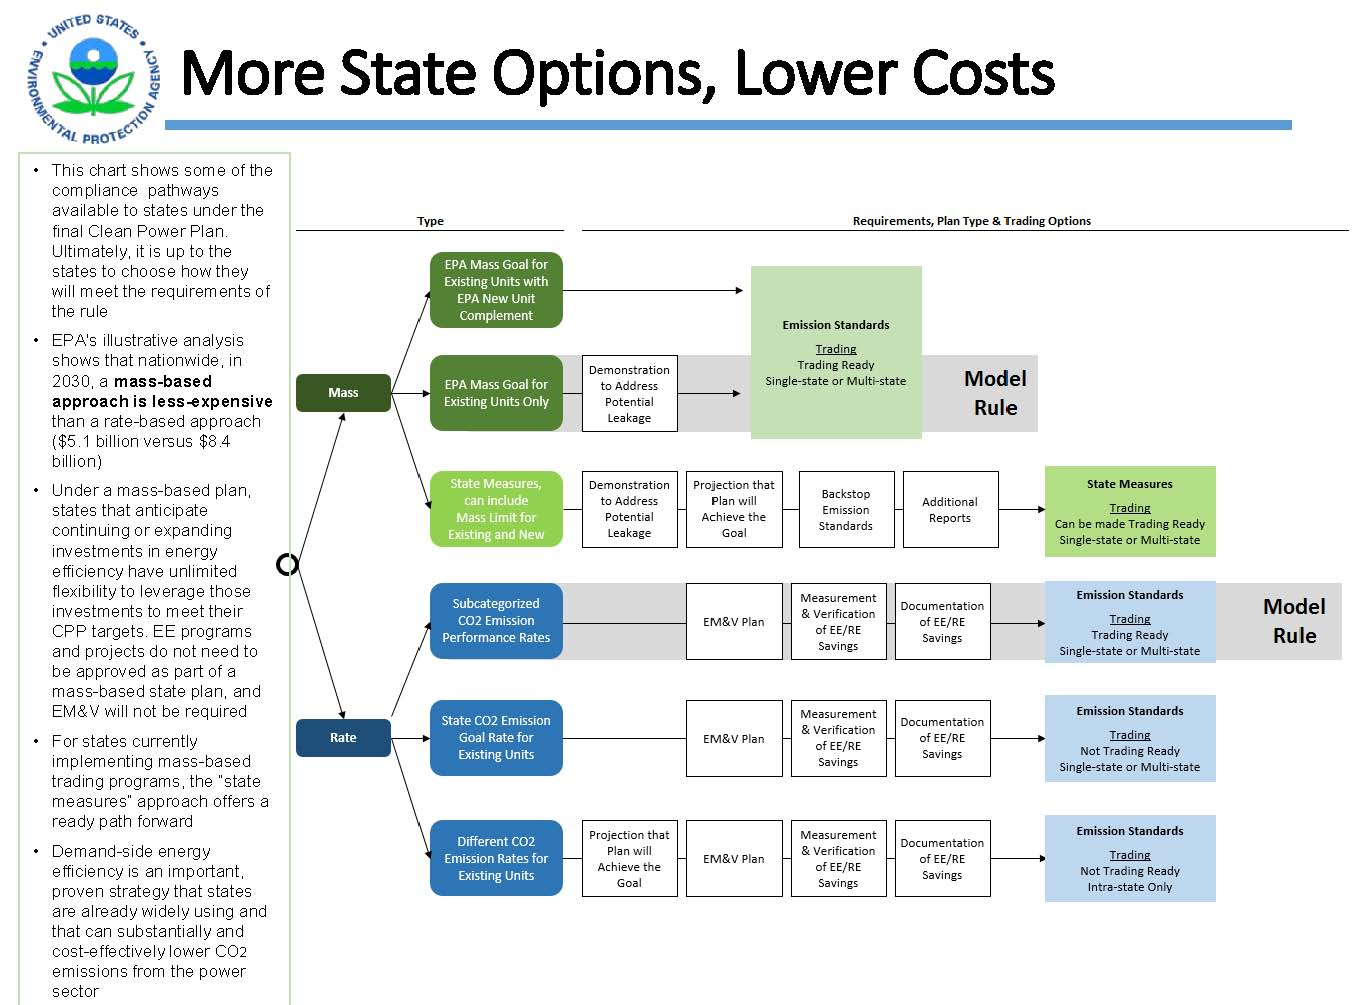 UNITED STATES
ENVIRONMENTAL PROTECTION AGENCY
More State Options, Lower Costs
• This chart shows some of the
compliance pathways
available to states under the
final Clean Power Plan.
Ultimately, it is up to the
states to choose how they
will meet the requirements of
the rule
• EPA's illustrative analysis
shows that nationwide, in
2030, a mass-based
approach is less-expensive
than a rate-based approach
($5.1 billion versus $8.4
billion)
• Under a mass-based plan,
states that anticipate
continuing or expanding
investments in energy
efficiency have unlimited
flexibility to leverage those
investments to meet their
CPP targets. EE programs
and projects do not need to
be approved as part of a
mass-based state plan, and
EM&V will not be required
• For states currently
implementing mass-based
trading programs, the “state
measures” approach offers a
ready path forward
• Demand-side energy
efficiency is an important,
proven strategy that states
are already widely using and
that can substantially and
cost-effectively lower CO2
emissions from the power
sector
Type
Requirements, Plan Type & Trading Options
Mass
EPA Mass Goal for
Existing Units with
EPA New Unit
Complement
Emission Standards
Trading
Trading Ready
Single-state or Multi-state
EPA Mass Goal for
Existing Units Only
Demonstration
to Address
Potential
Leakage
Model
Rule
State Measures,
can include
Mass Limit for
Existing and New
Demonstration
to Address
Potential
Leakage
Projection that
Plan will
Achieve the
Goal
Backstop
Emission
Standards
Additional
Reports
State Measures
Trading
Can be made Trading Ready
Single-state or Multi-state
Rate
Subcategorized
CO2 Emission
Performance Rates
EM&V Plan
Measurement
& Verification
of EE/RE
Savings
Documentation
of EE/RE
Savings
Emission Standards
Trading
Trading Ready
Single-state or Multi-state
Model
Rule
State CO2 Emission
Goal Rate for
Existing Units
EM&V Plan
Measurement
& Verification
of EE/RE
Savings
Documentation
of EE/RE
Savings
Emission Standards
Trading
Not Trading Ready
Single-state or Multi-state
Different CO2
Emission Rates for
Existing Units
Projection that
Plan will
Achieve the
Goal
EM&V Plan
Measurement
& Verification
of EE/RE
Savings
Documentation
of EE/RE
Savings
Emission Standards
Trading
Not Trading Ready
Intra-state Only